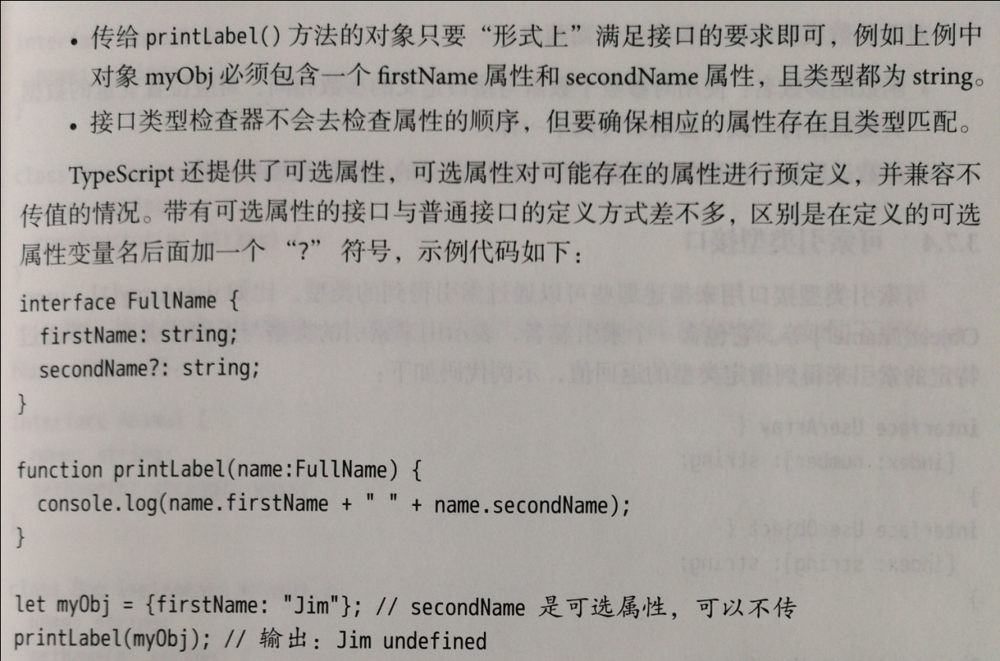 • 传给 printLabel() 方法的对象只要“形式上”满足接口的要求即可，例如上例中
对象 myObj 必须包含一个 firstName 属性和 secondName 属性，且类型都为 string。
• 接口类型检查器不会去检查属性的顺序，但要确保相应的属性存在且类型匹配。
TypeScript 还提供了可选属性，可选属性对可能存在的属性进行预定义，并兼容不
传值的情况。带有可选属性的接口与普通接口的定义方式差不多，区别是在定义的可选
属性变量名后面加一个 “?” 符号，示例代码如下：
interface FullName {
  firstName: string;
  secondName?: string;
}
function printLabel(name:FullName) {
  console.log(name.firstName + " " + name.secondName);
}
let myObj = {firstName: "Jim"}; // secondName 是可选属性，可以不传
printLabel(myObj); // 输出：Jim undefined